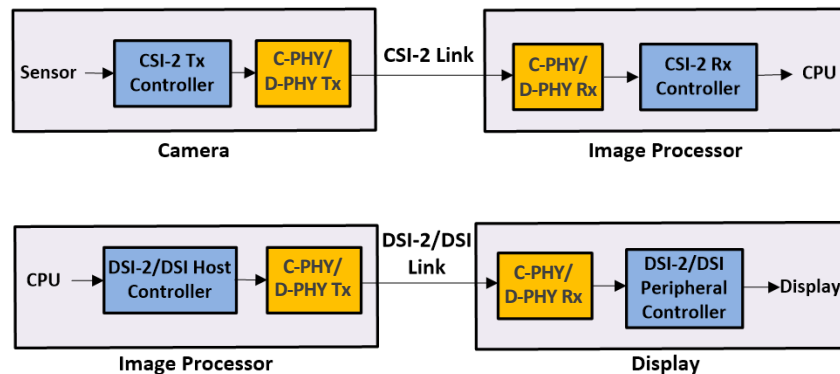 Sensor
CSI-2 Tx
Controller
C-PHY/
D-PHY Tx
CSI-2 Link
C-PHY/
D-PHY Rx
CSI-2 Rx
Controller
CPU
Camera
Image Processor
CPU
DSI-2/DSI Host
Controller
C-PHY/
D-PHY Tx
DSI-2/DSI
Link
C-PHY/
D-PHY Rx
DSI-2/DSI
Peripheral
Controller
Display
Image Processor
Display